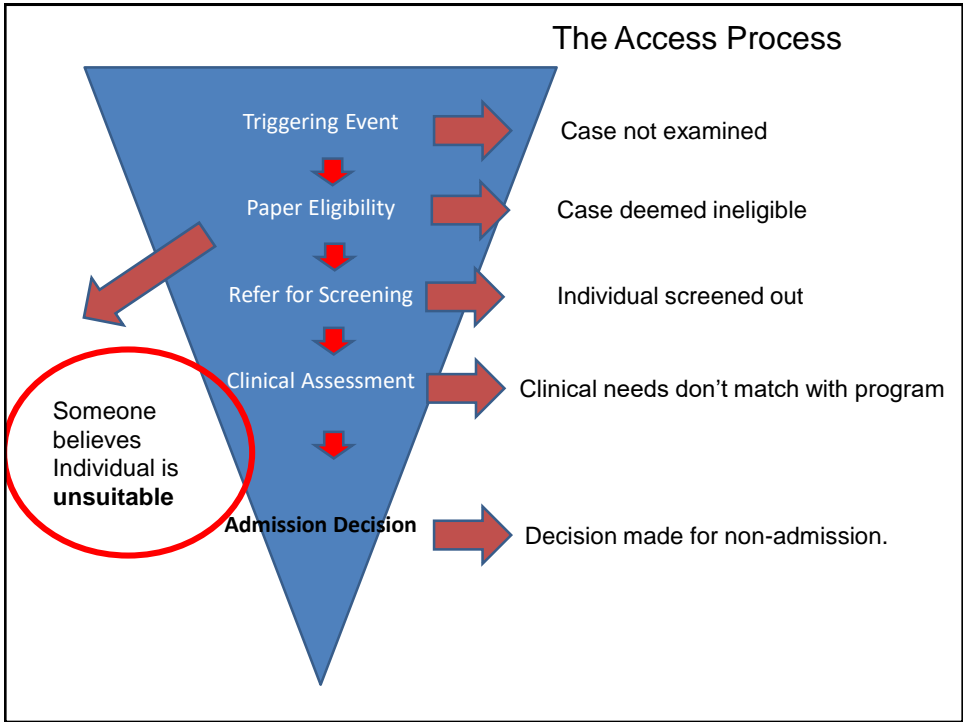 The Access Process
Triggering Event
Case not examined
Paper Eligibility
Case deemed ineligible
Refer for Screening
Individual screened out
Clinical Assessment
Clinical needs don’t match with program
Someone
believes
Individual is
unsuitable
Admission Decision
Decision made for non-admission.